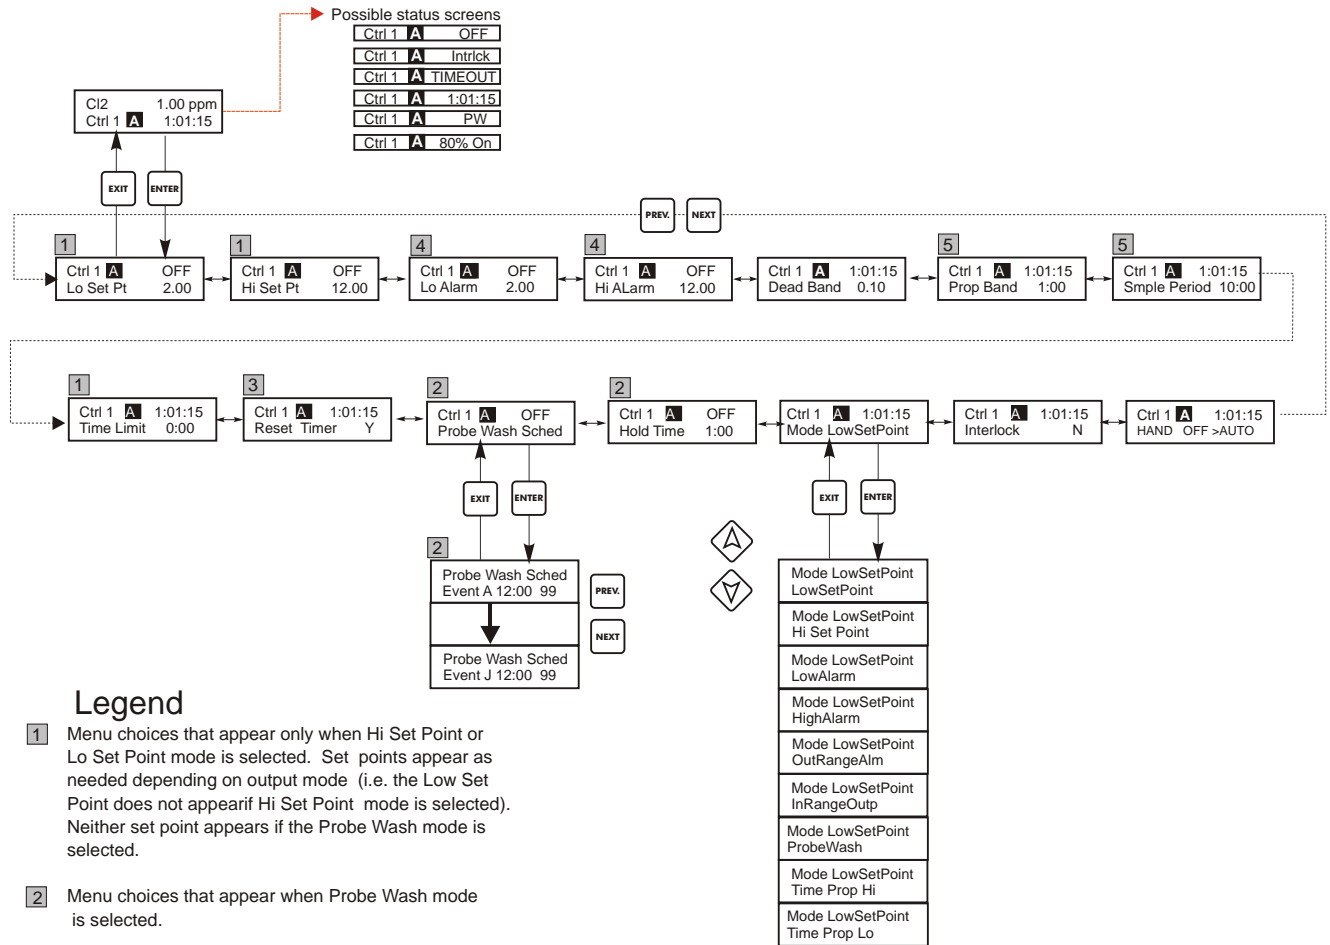 Possible status screens
Ctrl 1 A OFF
Ctrl 1 A Intrlck
Ctrl 1 A TIMEOUT
Ctrl 1 A 1:01:15
Ctrl 1 A PW
Ctrl 1 A 80% On
Cl2 1.00 ppm
Ctrl 1 A 1:01:15
EXIT
ENTER
PREV.
NEXT
1
Ctrl 1 A OFF
Lo Set Pt 2.00
1
Ctrl 1 A OFF
Hi Set Pt 12.00
4
Ctrl 1 A OFF
Lo Alarm 2.00
4
Ctrl 1 A OFF
Hi ALarm 12.00
Ctrl 1 A 1:01:15
Dead Band 0.10
5
Ctrl 1 A 1:01:15
Prop Band 1:00
5
Ctrl 1 A 1:01:15
Smple Period 10:00
1
Ctrl 1 A 1:01:15
Time Limit 0:00
3
Ctrl 1 A 1:01:15
Reset Timer Y
2
Ctrl 1 A OFF
Probe Wash Sched
2
Ctrl 1 A OFF
Hold Time 1:00
Ctrl 1 A 1:01:15
Mode LowSetPoint
Ctrl 1 A 1:01:15
Interlock N
Ctrl 1 A 1:01:15
HAND OFF >AUTO
EXIT
ENTER
2
Probe Wash Sched
Event A 12:00 99
Probe Wash Sched
Event J 12:00 99
PREV.
NEXT
EXIT
ENTER
Mode LowSetPoint
LowSetPoint
Mode LowSetPoint
Hi Set Point
Mode LowSetPoint
LowAlarm
Mode LowSetPoint
HighAlarm
Mode LowSetPoint
OutRangeAlm
Mode LowSetPoint
InRangeOutp
Mode LowSetPoint
ProbeWash
Mode LowSetPoint
Time Prop Hi
Mode LowSetPoint
Time Prop Lo
Legend
1 Menu choices that appear only when Hi Set Point or
Lo Set Point mode is selected. Set points appear as
needed depending on output mode (i.e. the Low Set
Point does not appearif Hi Set Point mode is selected).
Neither set point appears if the Probe Wash mode is
selected.
2 Menu choices that appear when Probe Wash mode
is selected.